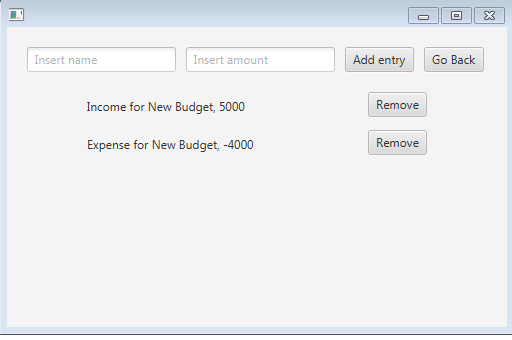 Insert name Insert amount Add entry Go Back
Income for New Budget, 5000 Remove
Expense for New Budget, -4000 Remove